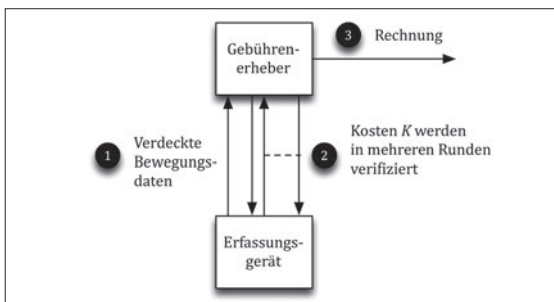 3 Rechnung
Gebühren-
erheber
1 Verdeckte
Bewegungs-
daten
2 Kosten K werden
in mehreren Runden
verifiziert
Erfassungs-
gerät